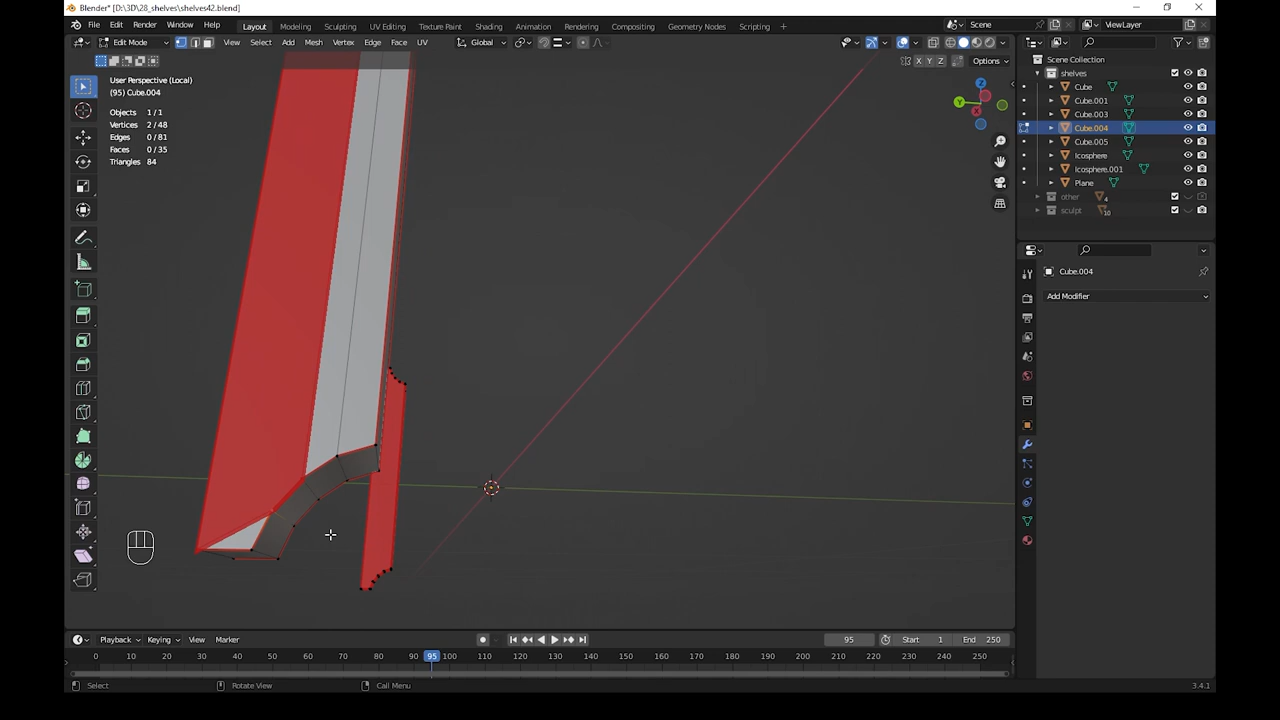 Blender* [D:\3D\28_shelves\shelves42.blend]
File Edit Render Window Help Layout Modeling Sculpting UV Editing Texture Paint Shading Animation Rendering Compositing Geometry Nodes Scripting + Scene ViewLayer
Edit Mode View Select Add Mesh Vertex Edge Face UV Global
X Y Z Options
User Perspective (Local)
(95) Cube.004
Objects 1/1
Vertices 2/48
Edges 0/81
Faces 0/35
Triangles 84
Z
Y
X
Scene Collection
shelves
Cube
Cube.001
Cube.003
Cube.004
Cube.005
Icosphere
Icosphere.001
Plane
other 4
sculpt 10
Cube.004
Add Modifier
Playback Keying View Marker 95 Start 1 End 250
0 10 20 30 40 50 60 70 80 90 95 100 110 120 130 140 150 160 170 180 190 200 210 220 230 240 250
Select Rotate View Call Menu 3.4.1